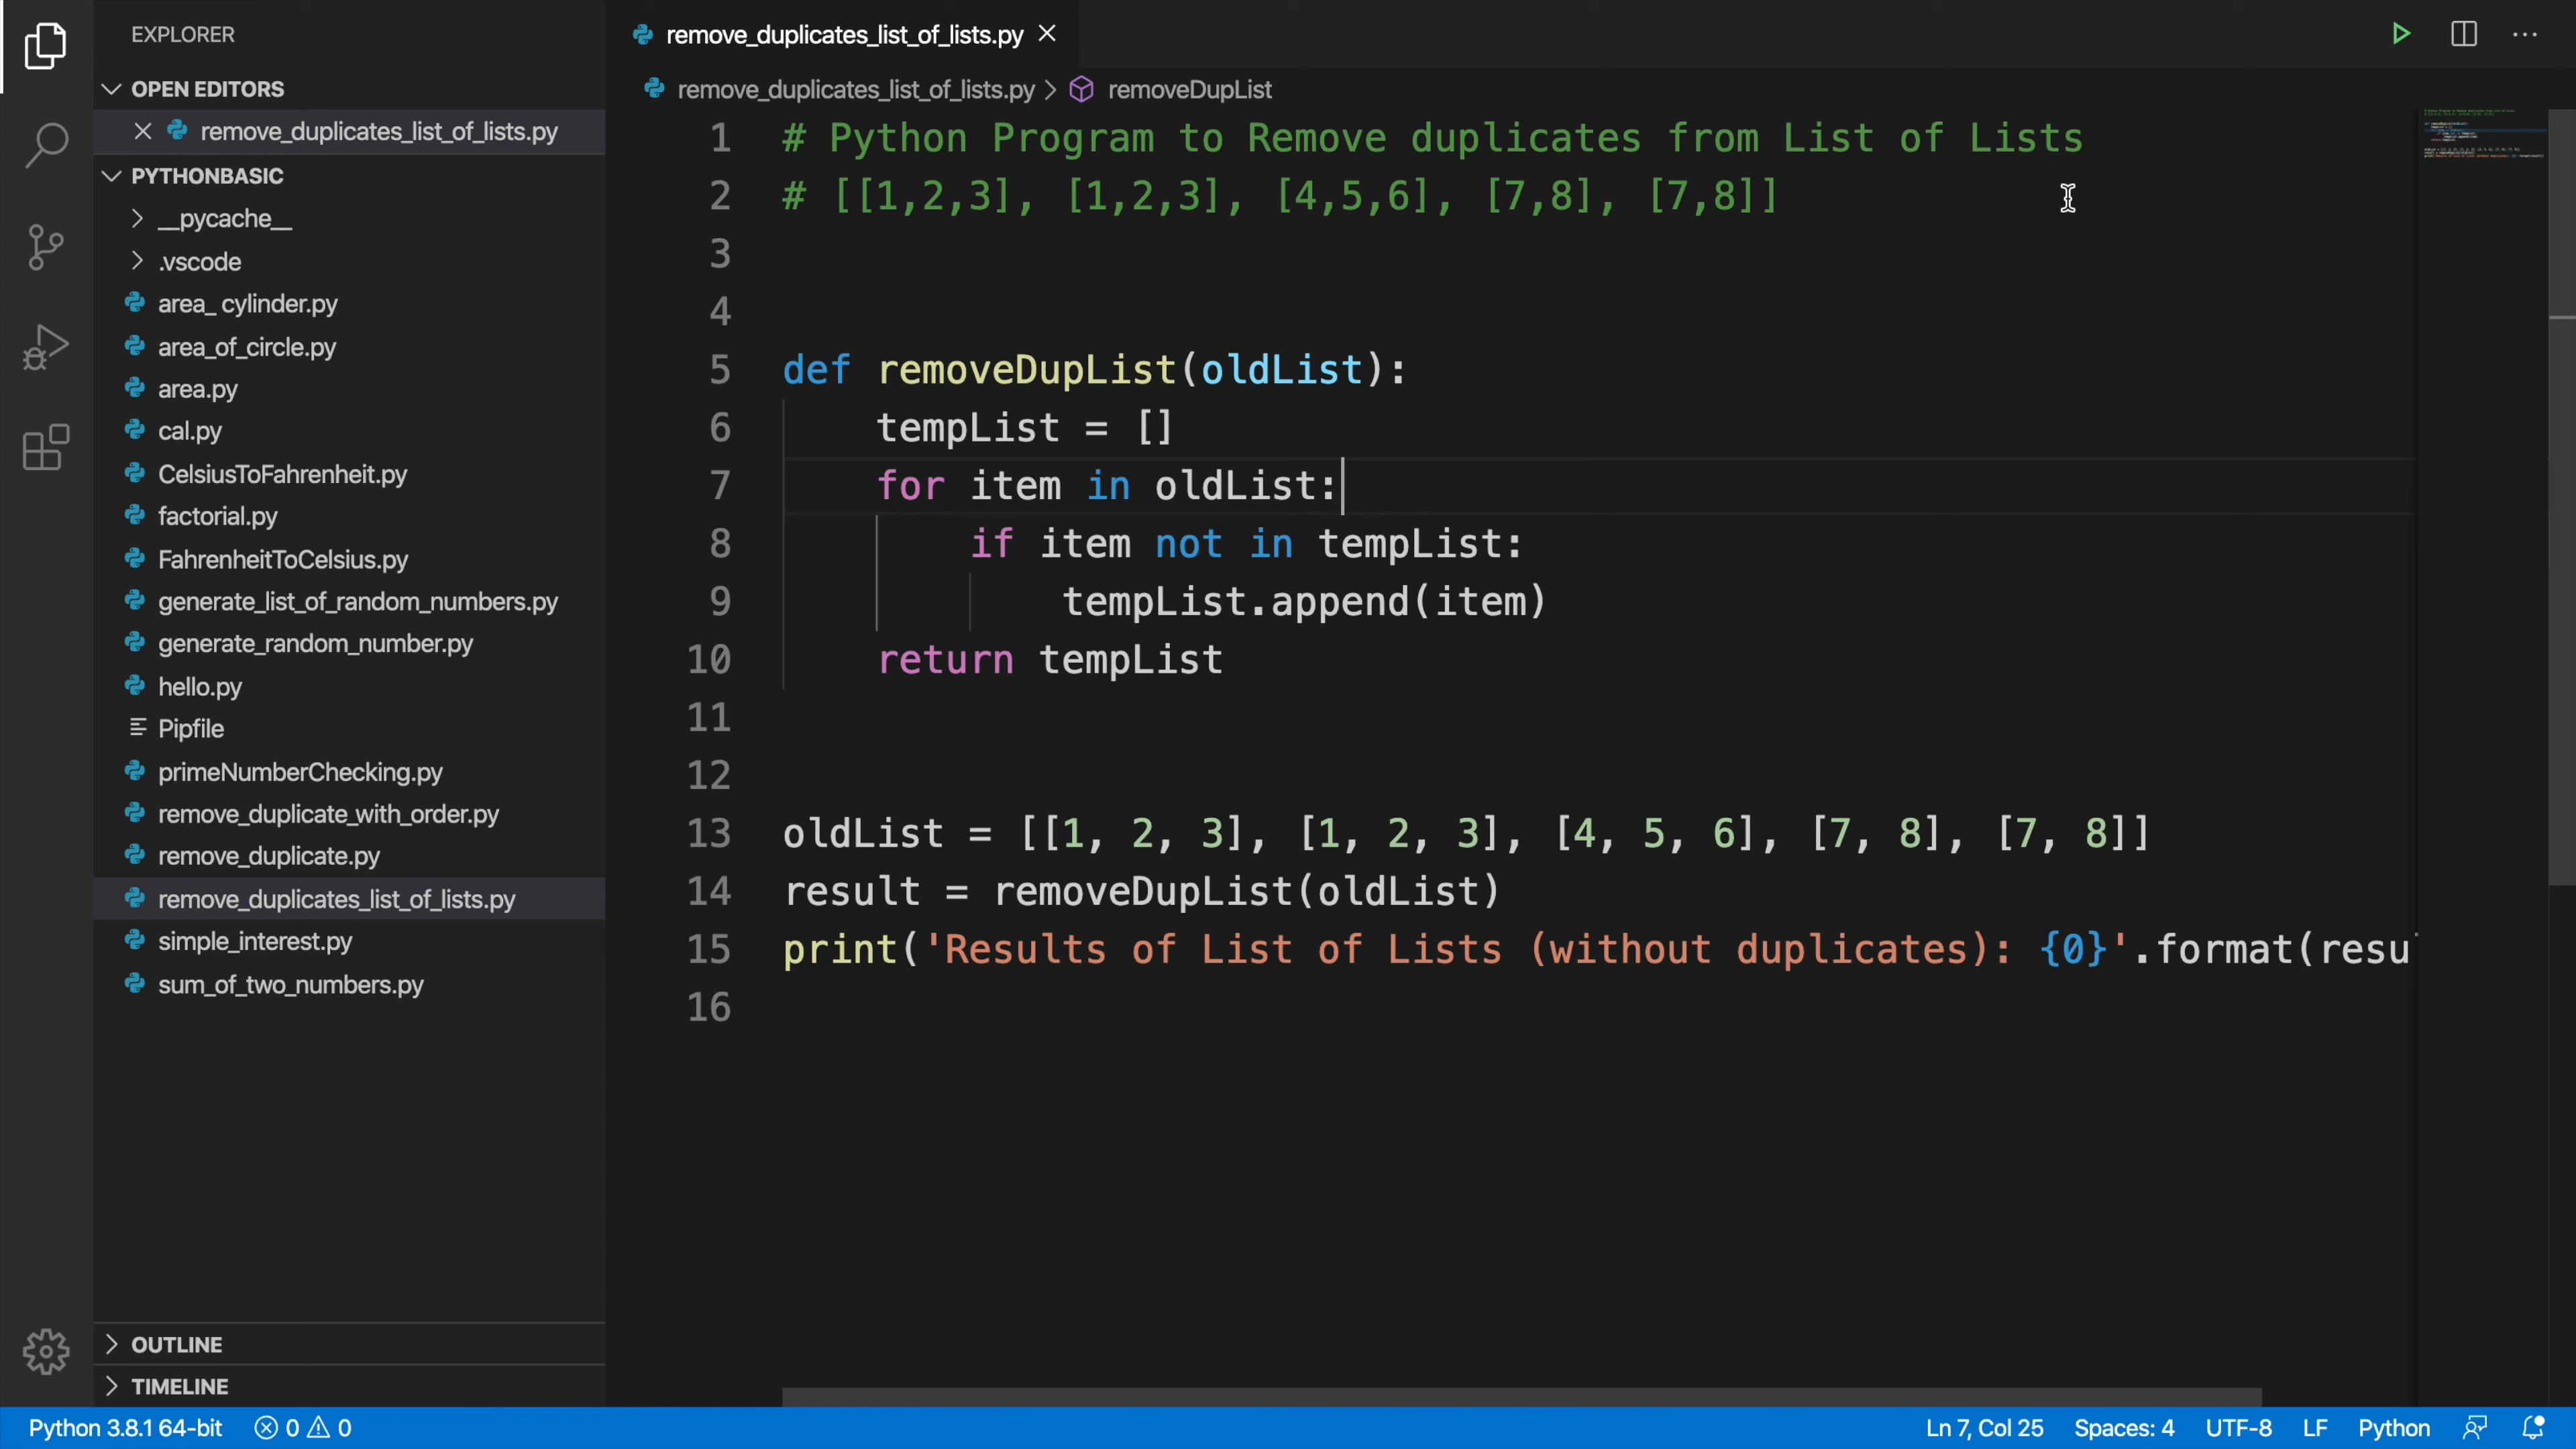 EXPLORER
OPEN EDITORS
remove_duplicates_list_of_lists.py
PYTHONBASIC
__pycache__
.vscode
area_ cylinder.py
area_of_circle.py
area.py
cal.py
CelsiusToFahrenheit.py
factorial.py
FahrenheitToCelsius.py
generate_list_of_random_numbers.py
generate_random_number.py
hello.py
Pipfile
primeNumberChecking.py
remove_duplicate_with_order.py
remove_duplicate.py
remove_duplicates_list_of_lists.py
simple_interest.py
sum_of_two_numbers.py
OUTLINE
TIMELINE
remove_duplicates_list_of_lists.py
remove_duplicates_list_of_lists.py > removeDupList
1 # Python Program to Remove duplicates from List of Lists
2 # [[1,2,3], [1,2,3], [4,5,6], [7,8], [7,8]]
3
4
5 def removeDupList(oldList):
6     tempList = []
7     for item in oldList:
8         if item not in tempList:
9             tempList.append(item)
10     return tempList
11
12
13 oldList = [[1, 2, 3], [1, 2, 3], [4, 5, 6], [7, 8], [7, 8]]
14 result = removeDupList(oldList)
15 print('Results of List of Lists (without duplicates): {0}'.format(resu
16
Python 3.8.1 64-bit 0 0 Ln 7, Col 25 Spaces: 4 UTF-8 LF Python